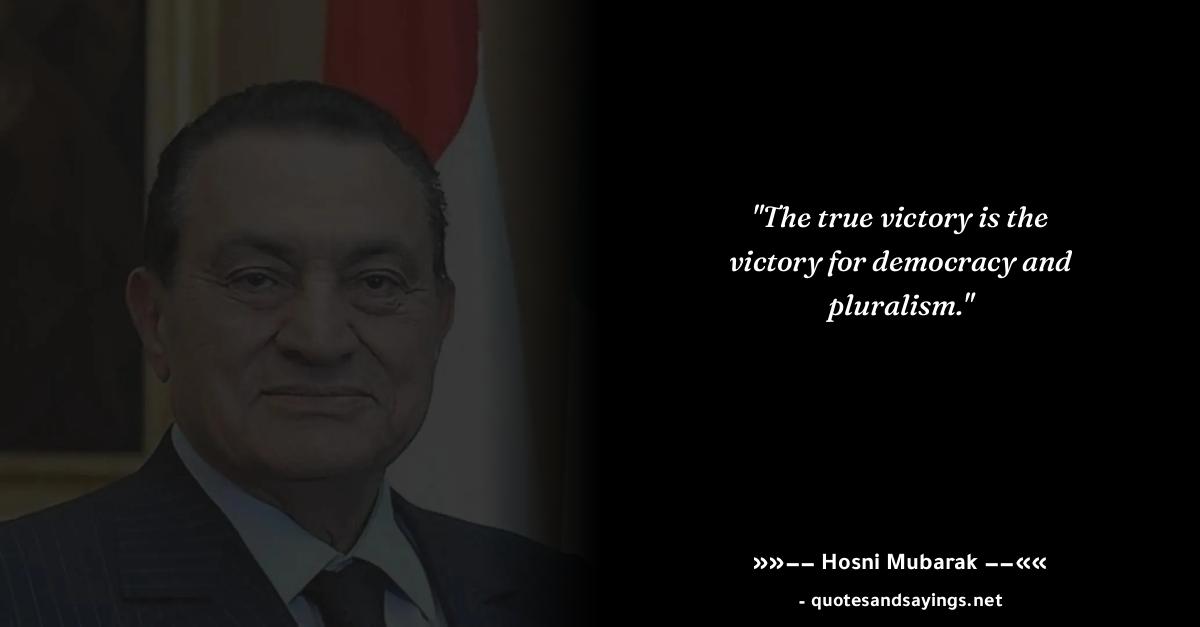 "The true victory is the
victory for democracy and
pluralism."
»»−− Hosni Mubarak −−««
- quotesandsayings.net